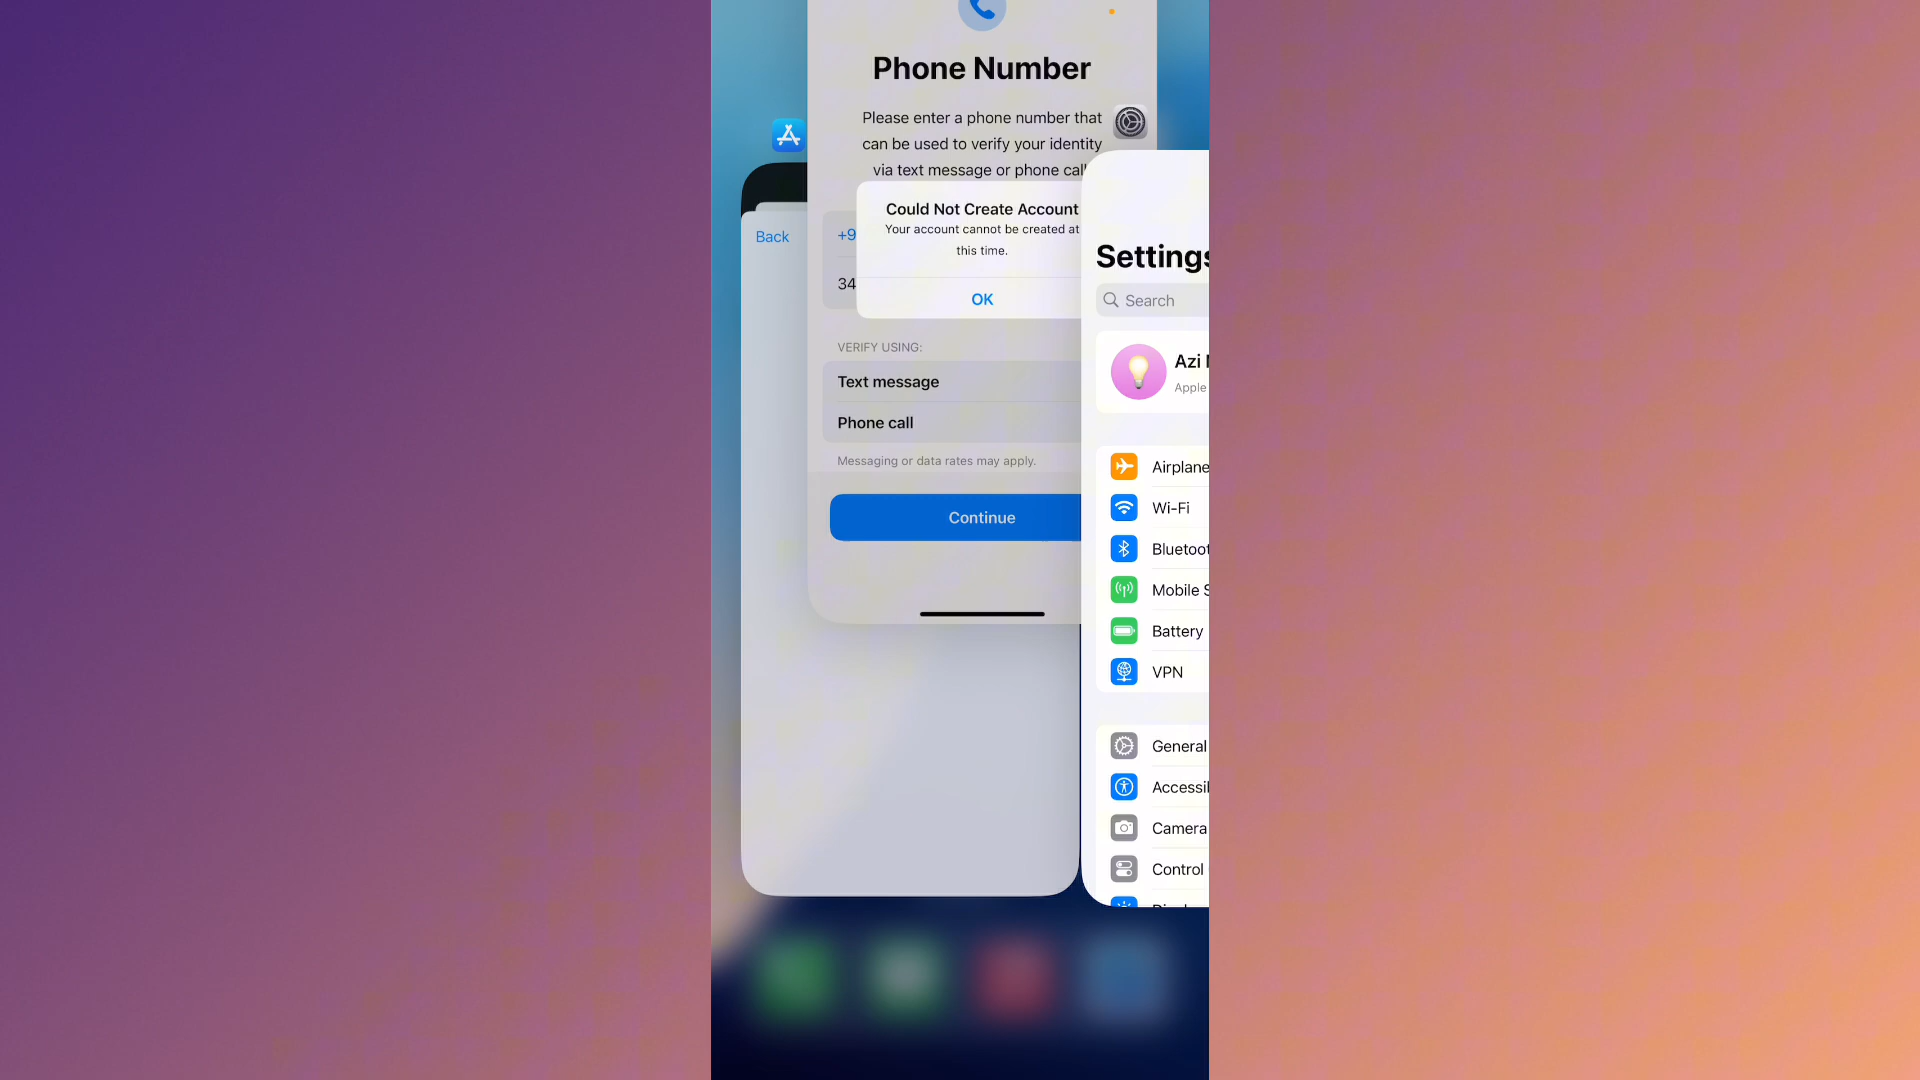 Phone Number
Please enter a phone number that
can be used to verify your identity
via text message or phone call
Back
+9
34
Could Not Create Account
Your account cannot be created at
this time.
OK
VERIFY USING:
Text message
Phone call
Messaging or data rates may apply.
Continue
Settings
Search
Azi
Apple
Airplane
Wi-Fi
Bluetoot
Mobile S
Battery
VPN
General
Accessil
Camera
Control